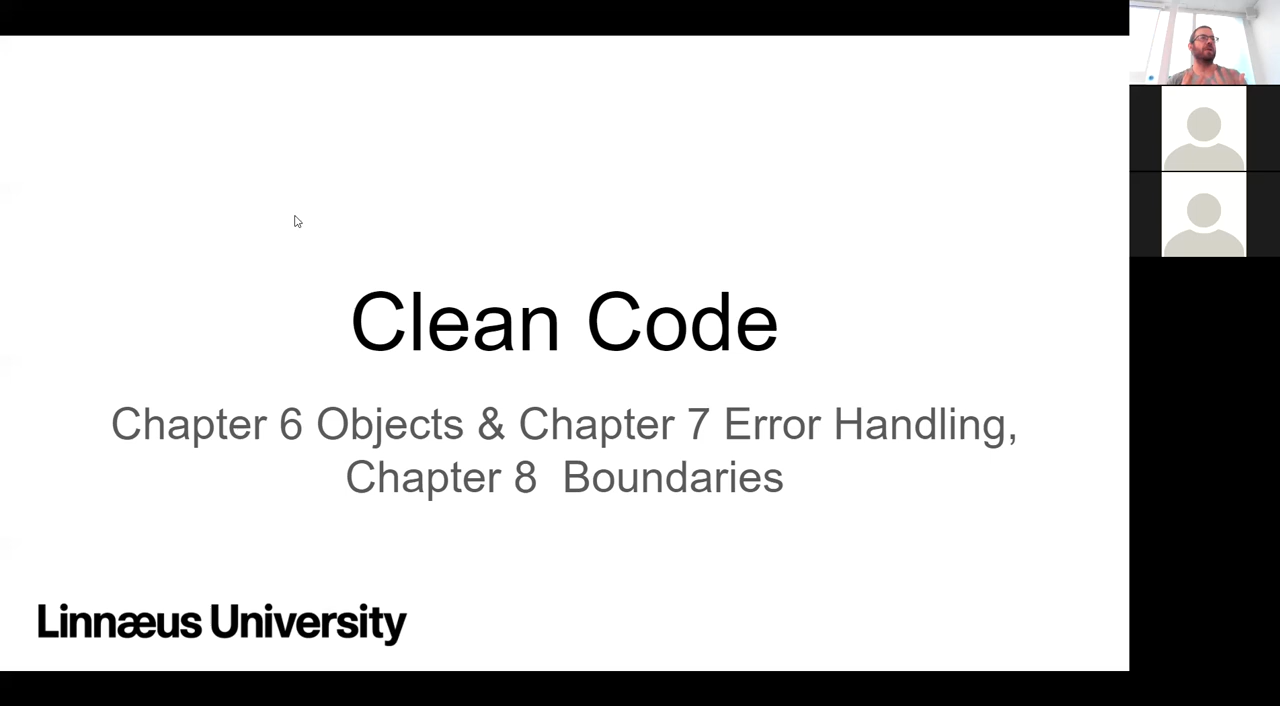 Clean Code
Chapter 6 Objects & Chapter 7 Error Handling,
Chapter 8  Boundaries
Linnæus University